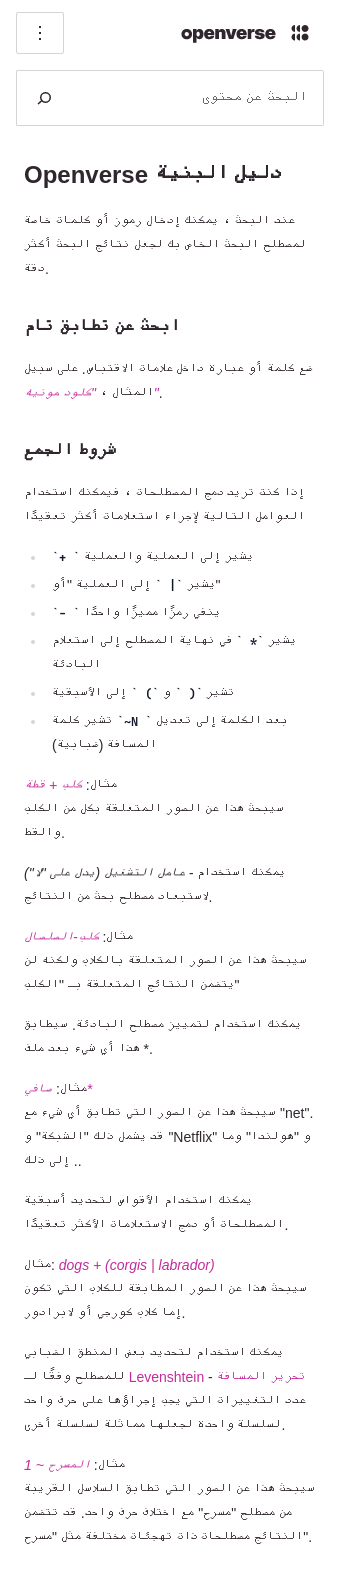 openverse
البحث عن محتوى
دليل البنية Openverse
عند البحث ، يمكنك إدخال رموز أو كلمات خاصة
لمصطلح البحث الخاص بك لجعل نتائج البحث أكثر
دقة.
ابحث عن تطابق تام
ضع كلمة أو عبارة داخل علامات الاقتباس. على سبيل
المثال ، "كلود مونيه".
شروط الجمع
إذا كنت تريد دمج المصطلحات ، فيمكنك استخدام
العوامل التالية لإجراء استعلامات أكثر تعقيدًا
يشير إلى العملية والعملية ` +`
يشير `| ` إلى العملية "أو"
ينفي رمزًا مميزًا واحدًا ` -`
يشير `* ` في نهاية المصطلح إلى استعلام
البادئة
تشير `( ` و `) ` إلى الأسبقية
بعد الكلمة إلى تعديل ` ~N` تشير كلمة
المسافة (ضبابية)
مثال: كلب + قطة
سيبحث هذا عن الصور المتعلقة بكل من الكلب
والقط.
يمكنك استخدام - عامل التشغيل (يدل على "لا")
لاستبعاد مصطلح بحث من النتائج.
مثال: كلب-السلسال
سيبحث هذا عن الصور المتعلقة بالكلاب ولكنه لن
يتضمن النتائج المتعلقة بـ "الكلب"
يمكنك استخدام لتمييز مصطلح البادئة. سيطابق
هذا أي شيء بعد ملف *.
مثال: صافي*
سيبحث هذا عن الصور التي تطابق أي شيء مع "net".
قد يشمل ذلك "الشبكة" و "Netflix" و "هولندا" وما
إلى ذلك ..
يمكنك استخدام الأقواس لتحديد أسبقية
المصطلحات أو دمج الاستعلامات الأكثر تعقيدًا.
مثال: dogs + (corgis | labrador)
سيبحث هذا عن الصور المطابقة للكلاب التي تكون
إما كلاب كورجي أو لابرادور.
يمكنك استخدام لتحديد بعض المنطق الضبابي
للمصطلح وفقًا لـ Levenshtein - تحرير المسافة
عدد التغييرات التي يجب إجراؤها على حرف واحد
لسلسلة واحدة لجعلها مماثلة لسلسلة أخرى.
مثال: المسرح ~ 1
سيبحث هذا عن الصور التي تطابق السلاسل القريبة
من مصطلح "مسرح" مع اختلاف حرف واحد. قد تتضمن
النتائج مصطلحات ذات تهجئات مختلفة مثل "مسرح".